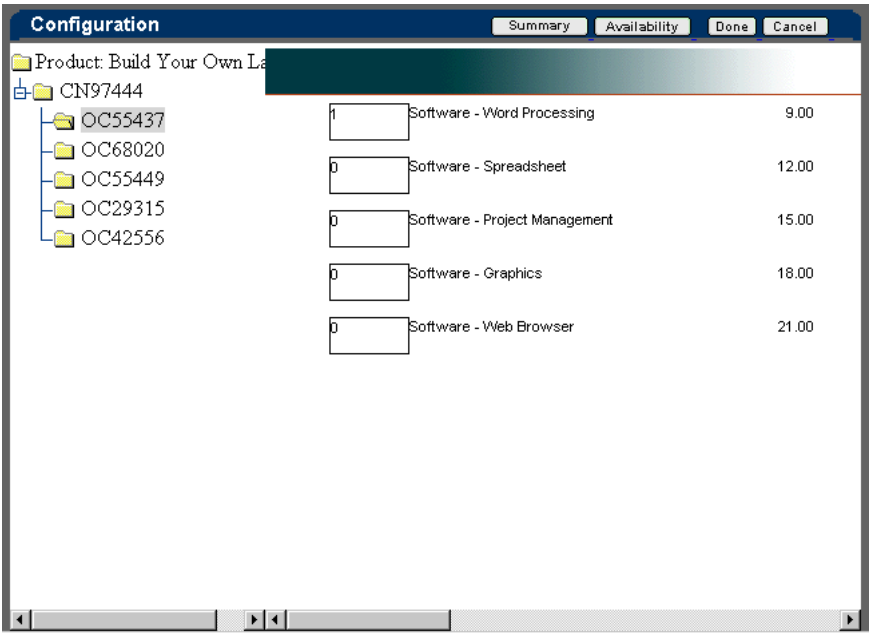 Configuration Summary Availability Done Cancel
Product: Build Your Own La
CN97444
OC55437
OC68020
OC55449
OC29315
OC42556
1 Software - Word Processing 9.00
0 Software - Spreadsheet 12.00
0 Software - Project Management 15.00
0 Software - Graphics 18.00
0 Software - Web Browser 21.00